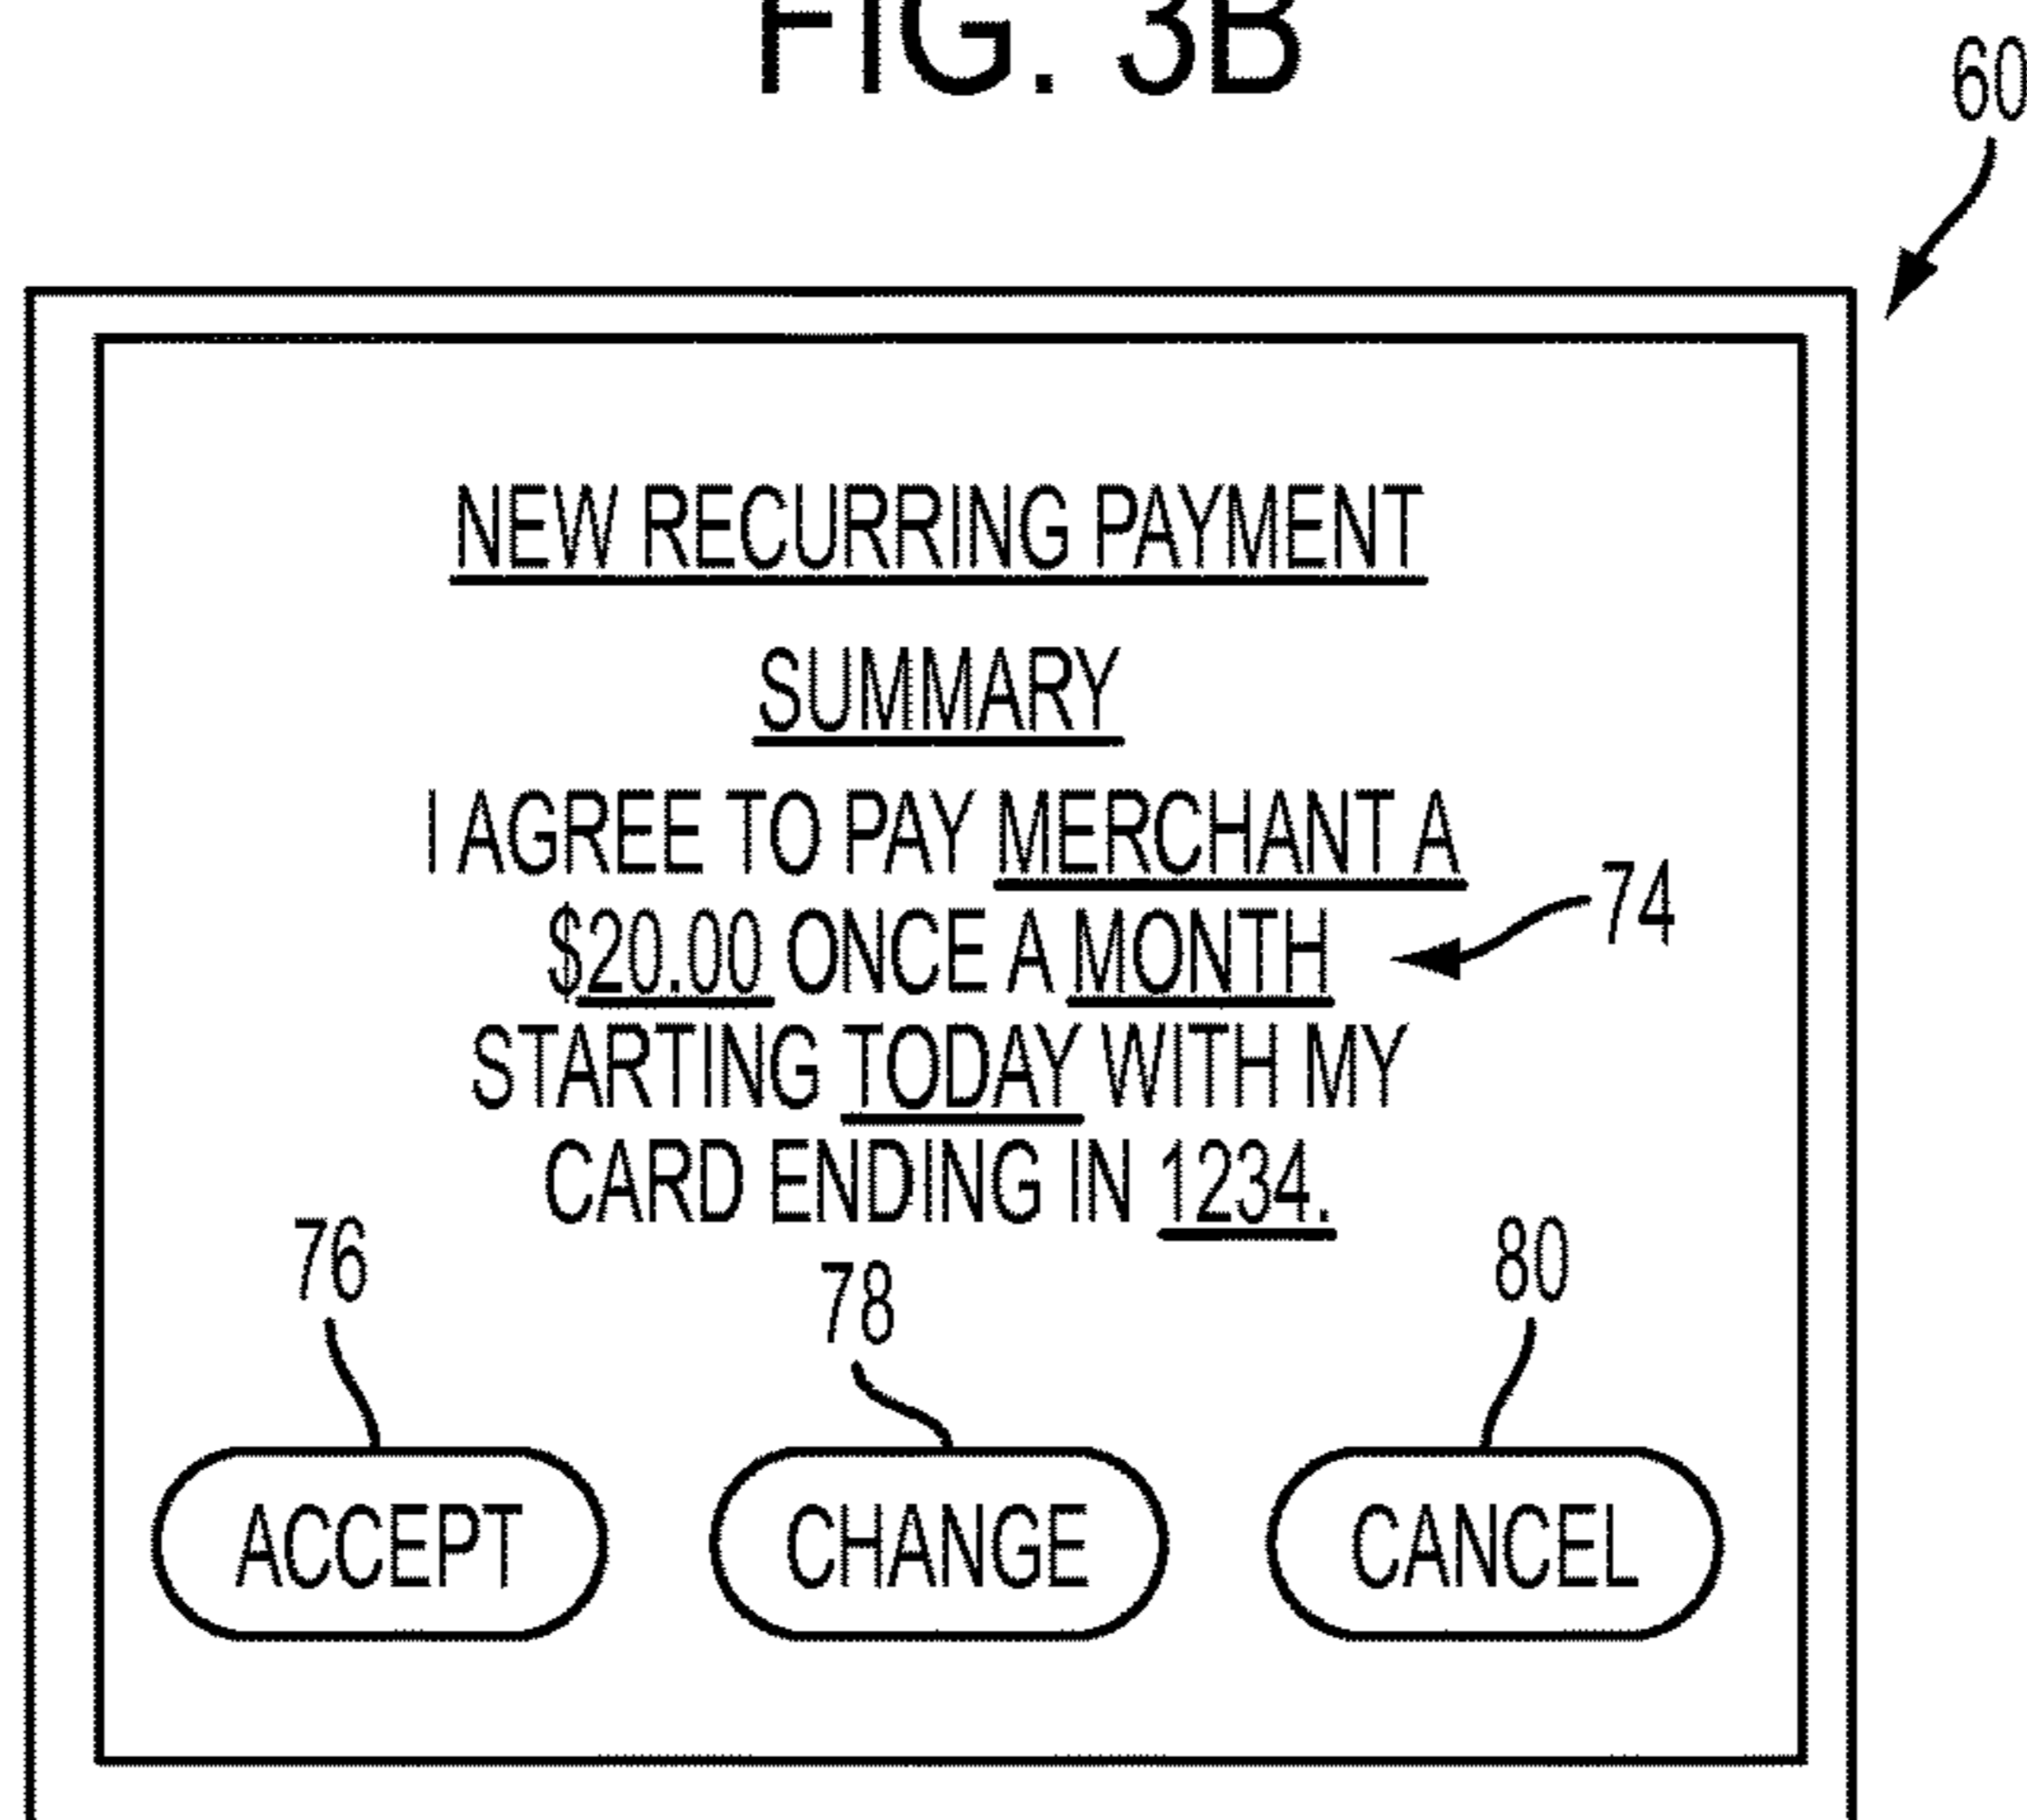 FIG. 3B
60
NEW RECURRING PAYMENT
SUMMARY
I AGREE TO PAY MERCHANT A
$20.00 ONCE A MONTH
74
STARTING TODAY WITH MY
CARD ENDING IN 1234.
76
78
80
ACCEPT
CHANGE
CANCEL